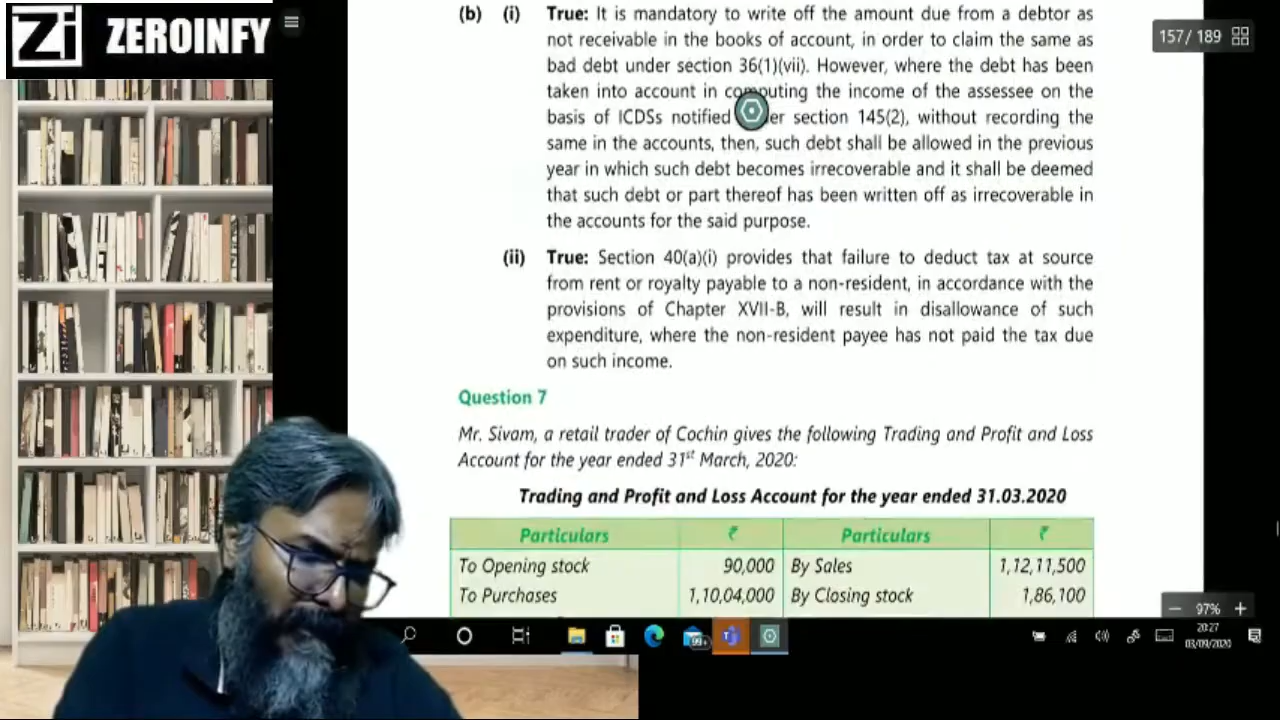 Zi ZEROINFY
157/ 189
(b) (i) True: It is mandatory to write off the amount due from a debtor as
not receivable in the books of account, in order to claim the same as
bad debt under section 36(1)(vii). However, where the debt has been
taken into account in computing the income of the assessee on the
basis of ICDSs notified section 145(2), without recording the
same in the accounts, then, such debt shall be allowed in the previous
year in which such debt becomes irrecoverable and it shall be deemed
that such debt or part thereof has been written off as irrecoverable in
the accounts for the said purpose.
(ii) True: Section 40(a)(i) provides that failure to deduct tax at source
from rent or royalty payable to a non-resident, in accordance with the
provisions of Chapter XVII-B, will result in disallowance of such
expenditure, where the non-resident payee has not paid the tax due
on such income.
Question 7
Mr. Sivam, a retail trader of Cochin gives the following Trading and Profit and Loss
Account for the year ended 31st March, 2020:
Trading and Profit and Loss Account for the year ended 31.03.2020
Particulars ₹ Particulars ₹
To Opening stock 90,000 By Sales 1,12,11,500
To Purchases 1,10,04,000 By Closing stock 1,86,100
97%
20:27
03/09/2020